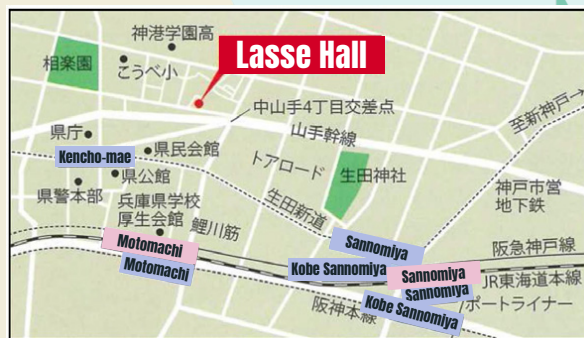 神港学園高
相楽園
こうべ小
Lasse Hall
中山手4丁目交差点
山手幹線
至新神戸→
県庁
Kencho-mae
県民会館
トアロード
生田神社
県公館
県警本部
兵庫県学校
厚生会館
鯉川筋
生田新道
神戸市営
地下鉄
Motomachi
Motomachi
Sannomiya
阪急神戸線
Kobe Sannomiya
Sannomiya
Sannomiya
JR東海道本線
Kobe Sannomiya
ポートライナー
阪神本線